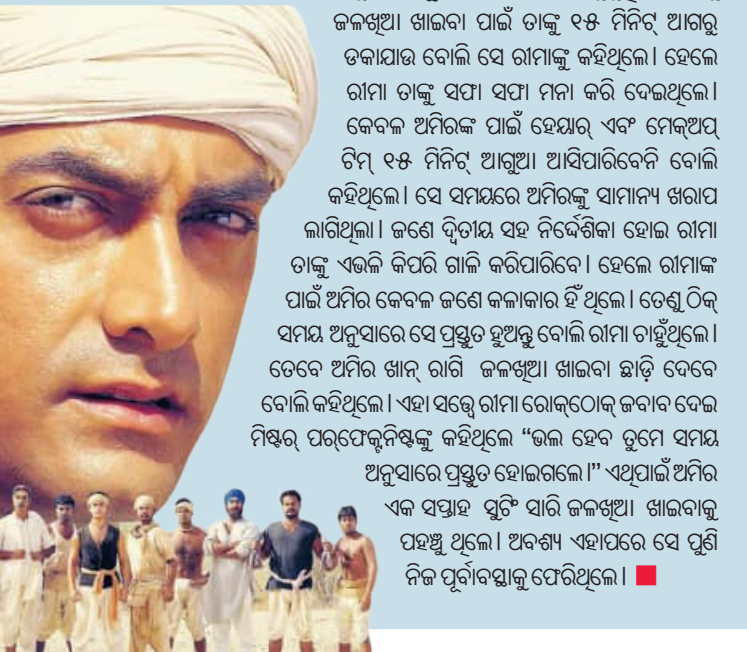 ଜଳଖିଆ ଖାଇବା ପାଇଁ ତାଙ୍କୁ ୧୫ ମିନିଟ୍ ଆଗରୁ
ଡକାଯାଉ ବୋଲି ସେ ରୀମାଙ୍କୁ କହିଥିଲେ। ହେଲେ
ରୀମା ତାଙ୍କୁ ସଫା ସଫା ମନା କରି ଦେଇଥିଲେ।
କେବଳ ଅମିରଙ୍କ ପାଇଁ ହେୟାର୍ ଏବଂ ମେକ୍ଅପ୍
ଟିମ୍ ୧୫ ମିନିଟ୍ ଆଗୁଆ ଆସିପାରିବେନି ବୋଲି
କହିଥିଲେ। ସେ ସମୟରେ ଅମିରଙ୍କୁ ସାମାନ୍ୟ ଖରାପ
ଲାଗିଥିଲା। ଜଣେ ଦ୍ୱିତୀୟ ସହ ନିର୍ଦ୍ଦେଶିକା ହୋଇ ରୀମା
ତାଙ୍କୁ ଏଭଳି କିପରି ଗାଳି କରିପାରିବେ। ହେଲେ ରୀମାଙ୍କ
ପାଇଁ ଅମିର କେବଳ ଜଣେ କଳାକାର ହିଁ ଥିଲେ। ତେଣୁ ଠିକ୍
ସମୟ ଅନୁସାରେ ସେ ପ୍ରସ୍ତୁତ ହୁଅନ୍ତୁ ବୋଲି ରୀମା ଚାହୁଁଥିଲେ।
ତେବେ ଅମିର ଖାନ୍ ରାଗି ଜଳଖିଆ ଖାଇବା ଛାଡ଼ି ଦେବେ
ବୋଲି କହିଥିଲେ। ଏହା ସତ୍ତ୍ୱେ ରୀମା ରୋକ୍‌ଠୋକ୍ ଜବାବ ଦେଇ
ମିଷ୍ଟର୍ ପର୍‌ଫେକ୍ସନିଷ୍ଟଙ୍କୁ କହିଥିଲେ “ଭଲ ହେବ ତୁମେ ସମୟ
ଅନୁସାରେ ପ୍ରସ୍ତୁତ ହୋଇଗଲେ।” ଏଥିପାଇଁ ଅମିର
ଏକ ସପ୍ତାହ ସୁଟିଂ ସାରି ଜଳଖିଆ ଖାଇବାକୁ
ପହଞ୍ଚୁ ଥିଲେ। ଅବଶ୍ୟ ଏହାପରେ ସେ ପୁଣି
ନିଜ ପୂର୍ବାବସ୍ଥାକୁ ଫେରିଥିଲେ।